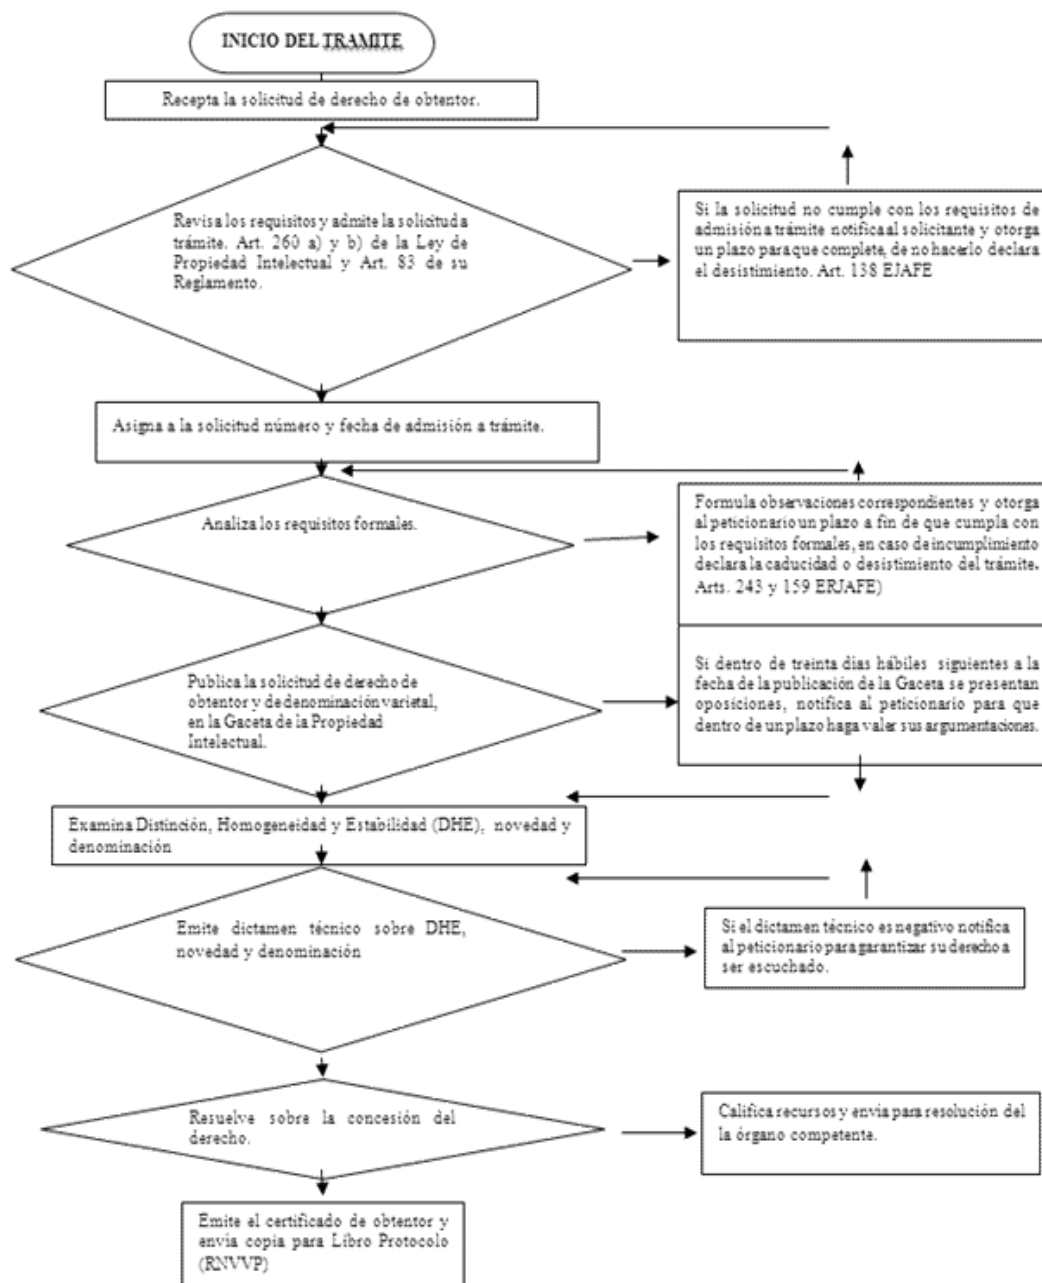 INICIO DEL TRAMITE
Recepta la solicitud de derecho de obtentor.
Revisa los requisitos y admite la solicitud a
trámite. Art. 260 a) y b) de la Ley de
Propiedad Intelectual y Art. 83 de su
Reglamento.
Si la solicitud no cumple con los requisitos de
admisión a trámite notifica al solicitante y otorga
un plazo para que complete, de no hacerlo declara
el desistimiento. Art. 138 EJAFE
Asigna a la solicitud número y fecha de admisión a trámite.
Analiza los requisitos formales.
Formula observaciones correspondientes y otorga
al peticionario un plazo a fin de que cumpla con
los requisitos formales, en caso de incumplimiento
declara la caducidad o desistimiento del trámite.
Arts. 243 y 159 ERJAFE)
Publica la solicitud de derecho de
obtentor y de denominación varietal,
en la Gaceta de la Propiedad
Intelectual.
Si dentro de treinta días hábiles siguientes a la
fecha de la publicación de la Gaceta se presentan
oposiciones, notifica al peticionario para que
dentro de un plazo haga valer sus argumentaciones.
Examina Distinción, Homogeneidad y Estabilidad (DHE), novedad y
denominación
Emite dictamen técnico sobre DHE,
novedad y denominación
Si el dictamen técnico es negativo notifica
al peticionario para garantizar su derecho a
ser escuchado.
Resuelve sobre la concesión del
derecho.
Califica recursos y envía para resolución del
la órgano competente.
Emite el certificado de obtentor y
envía copia para Libro Protocolo
(RNVVP)